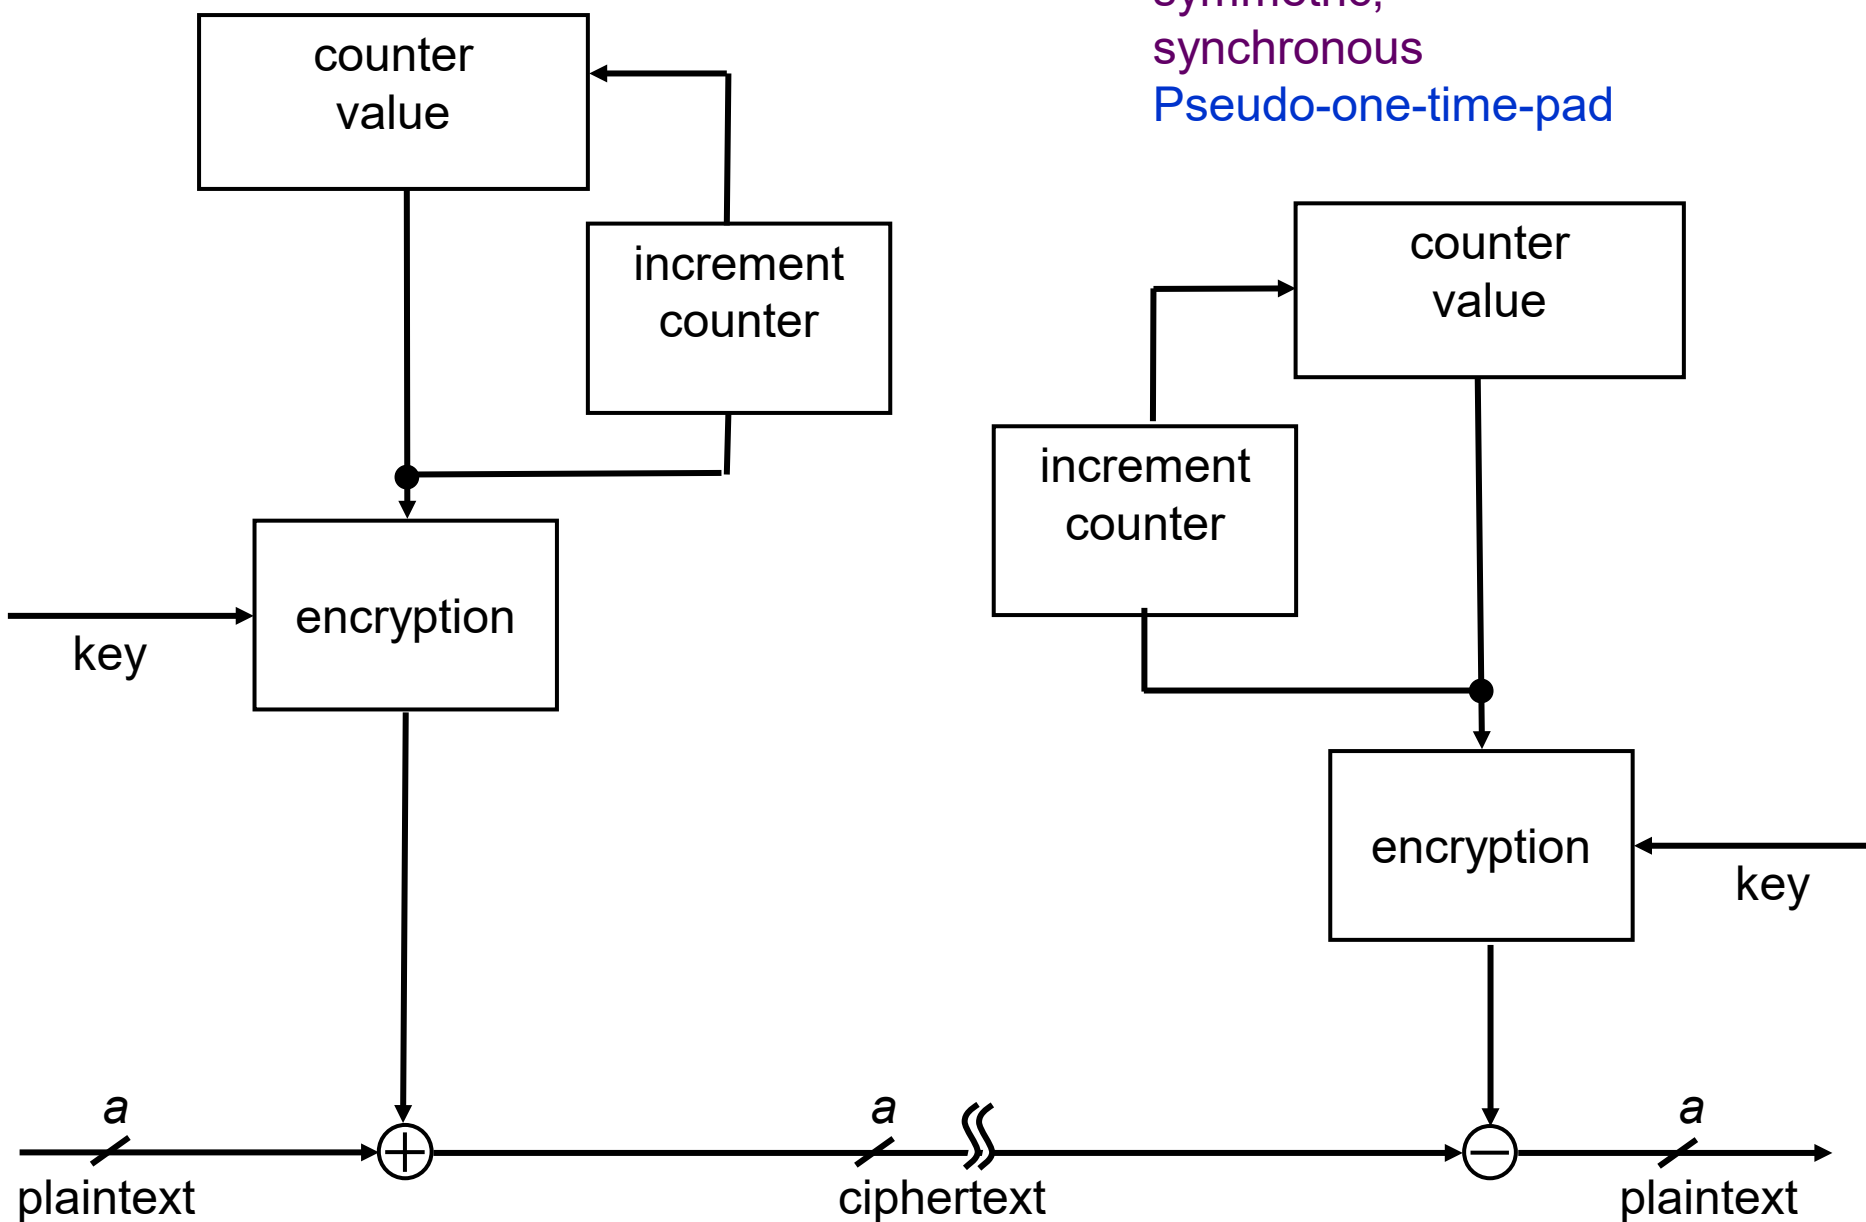 symmetric,
synchronous
Pseudo-one-time-pad
counter
value
increment
counter
encryption
key
counter
value
increment
counter
encryption
key
a
a
a
plaintext
ciphertext
plaintext